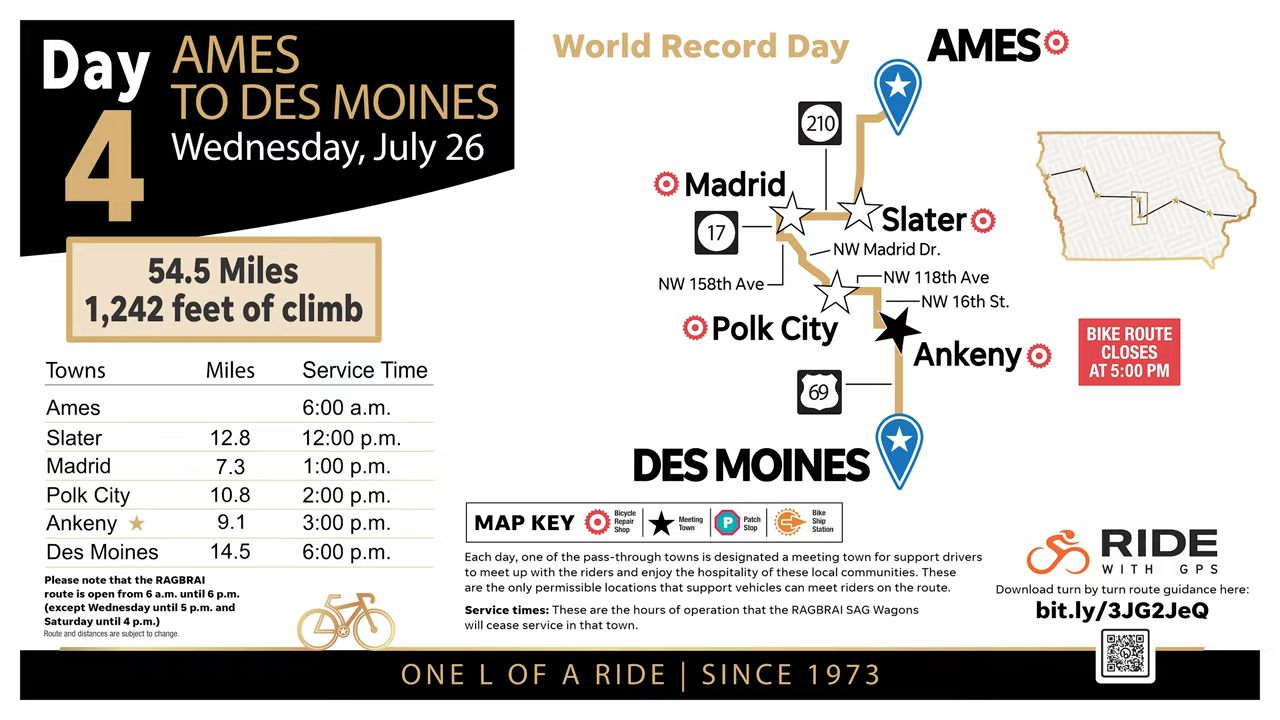 Day
4
AMES
TO DES MOINES
Wednesday, July 26
54.5 Miles
1,242 feet of climb
Towns Miles Service Time
Ames 6:00 a.m.
Slater 12.8 12:00 p.m.
Madrid 7.3 1:00 p.m.
Polk City 10.8 2:00 p.m.
Ankeny 9.1 3:00 p.m.
Des Moines 14.5 6:00 p.m.
Please note that the RAGBRAI
route is open from 6 a.m. until 6 p.m.
(except Wednesday until 5 p.m. and
Saturday until 4 p.m.)
Route and distances are subject to change.
World Record Day
AMES
210
Madrid
Slater
17
NW Madrid Dr.
NW 158th Ave
NW 118th Ave
NW 16th St.
Polk City
Ankeny
69
DES MOINES
BIKE ROUTE
CLOSES
AT 5:00 PM
MAP KEY
Bicycle
Repair
Shop
Meeting
Town
P
Patch
Stop
Bike
Ship
Station
Each day, one of the pass-through towns is designated a meeting town for support drivers
to meet up with the riders and enjoy the hospitality of these local communities. These
are the only permissible locations that support vehicles can meet riders on the route.
Service times: These are the hours of operation that the RAGBRAI SAG Wagons
will cease service in that town.
RIDE
WITH GPS
Download turn by turn route guidance here:
bit.ly/3JG2JeQ
ONE L OF A RIDE | SINCE 1973